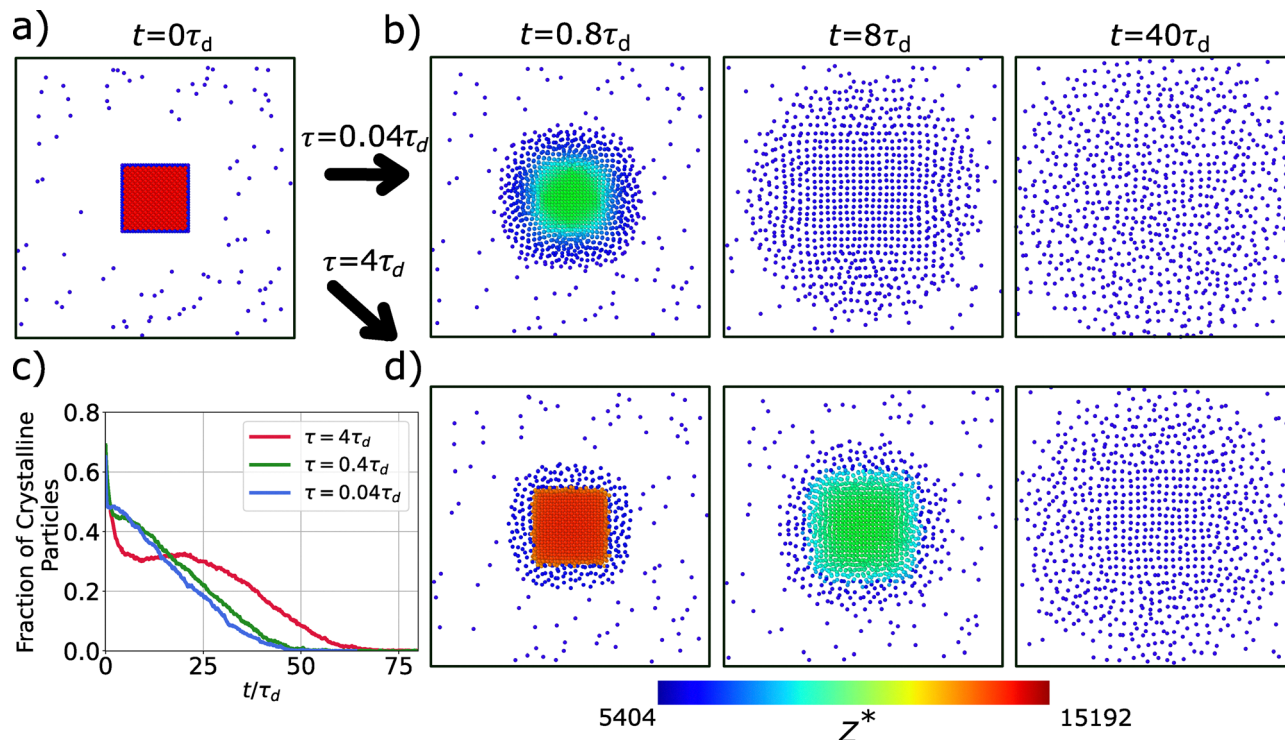 a)
t=0τd
b)
t=0.8τd
t=8τd
t=40τd
τ=0.04τd
τ=4τd
c)
d)
Fraction of Crystalline
Particles
0.8
0.6
0.4
0.2
0.0
τ = 4τd
τ = 0.4τd
τ = 0.04τd
0
25
50
75
t/τd
5404
Z*
15192